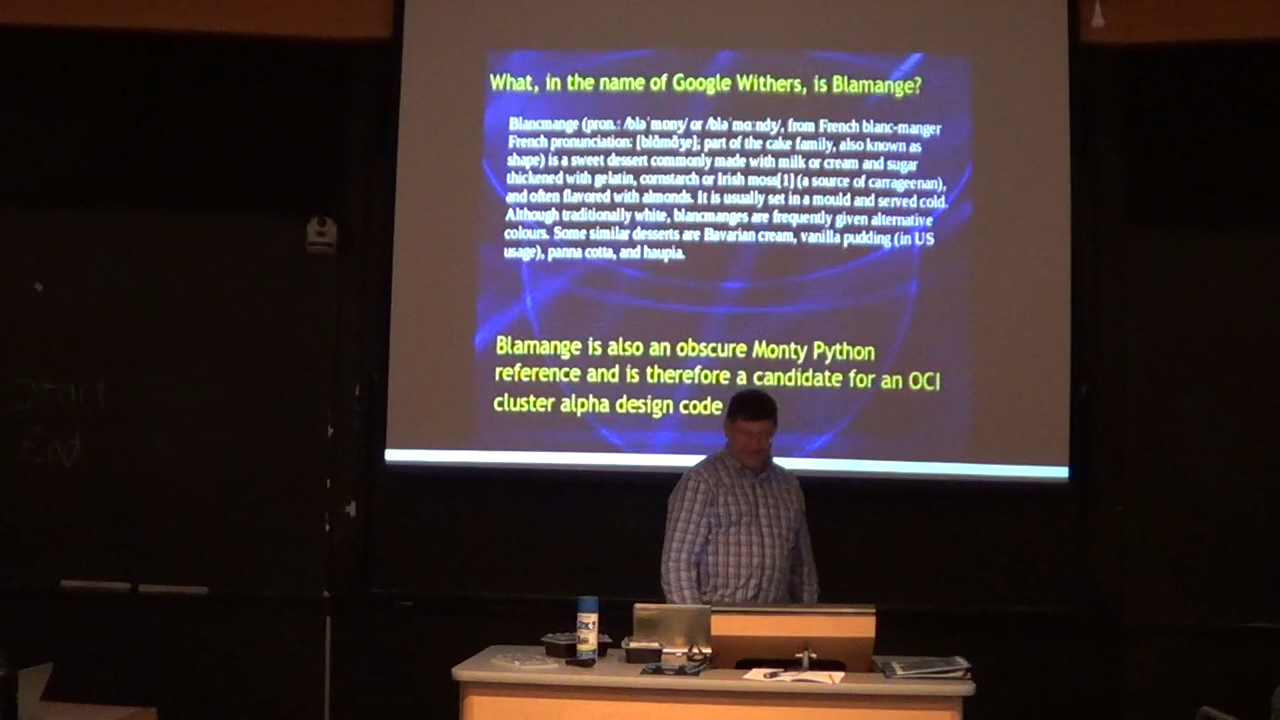 What, in the name of Google Withers, is Blamange?
Blancmange (pron.: /bləˈmɒnʒ/ or /bləˈmɑːndʒ/, from French blanc-manger
French pronunciation: [blɑ̃mɑ̃ʒe]; part of the cake family, also known as
shape) is a sweet dessert commonly made with milk or cream and sugar
thickened with gelatin, cornstarch or Irish moss[1] (a source of carrageenan),
and often flavored with almonds. It is usually set in a mould and served cold.
Although traditionally white, blancmanges are frequently given alternative
colours. Some similar desserts are Bavarian cream, vanilla pudding (in US
usage), panna cotta, and haupia.
Blamange is also an obscure Monty Python
reference and is therefore a candidate for an OCI
cluster alpha design code